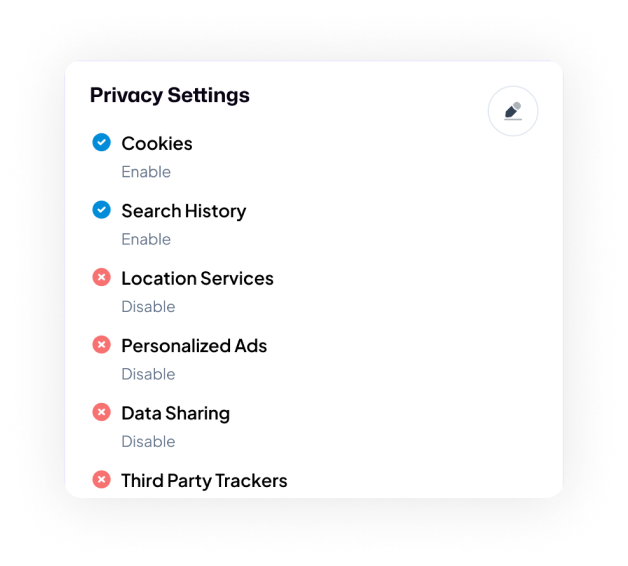 Privacy Settings
Cookies
Enable
Search History
Enable
Location Services
Disable
Personalized Ads
Disable
Data Sharing
Disable
Third Party Trackers